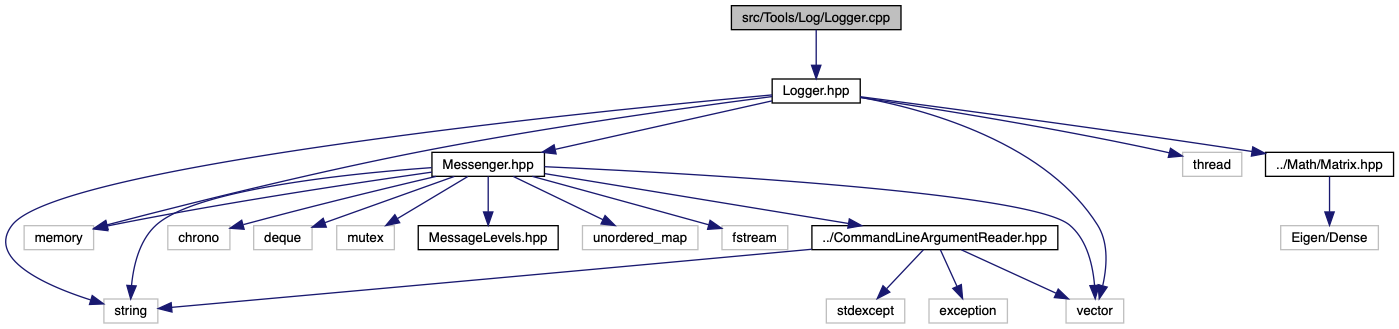 src/Tools/Log/Logger.cpp
Logger.hpp
Messenger.hpp
thread
../Math/Matrix.hpp
memory
chrono
deque
mutex
MessageLevels.hpp
unordered_map
fstream
../CommandLineArgumentReader.hpp
Eigen/Dense
string
stdexcept
exception
vector